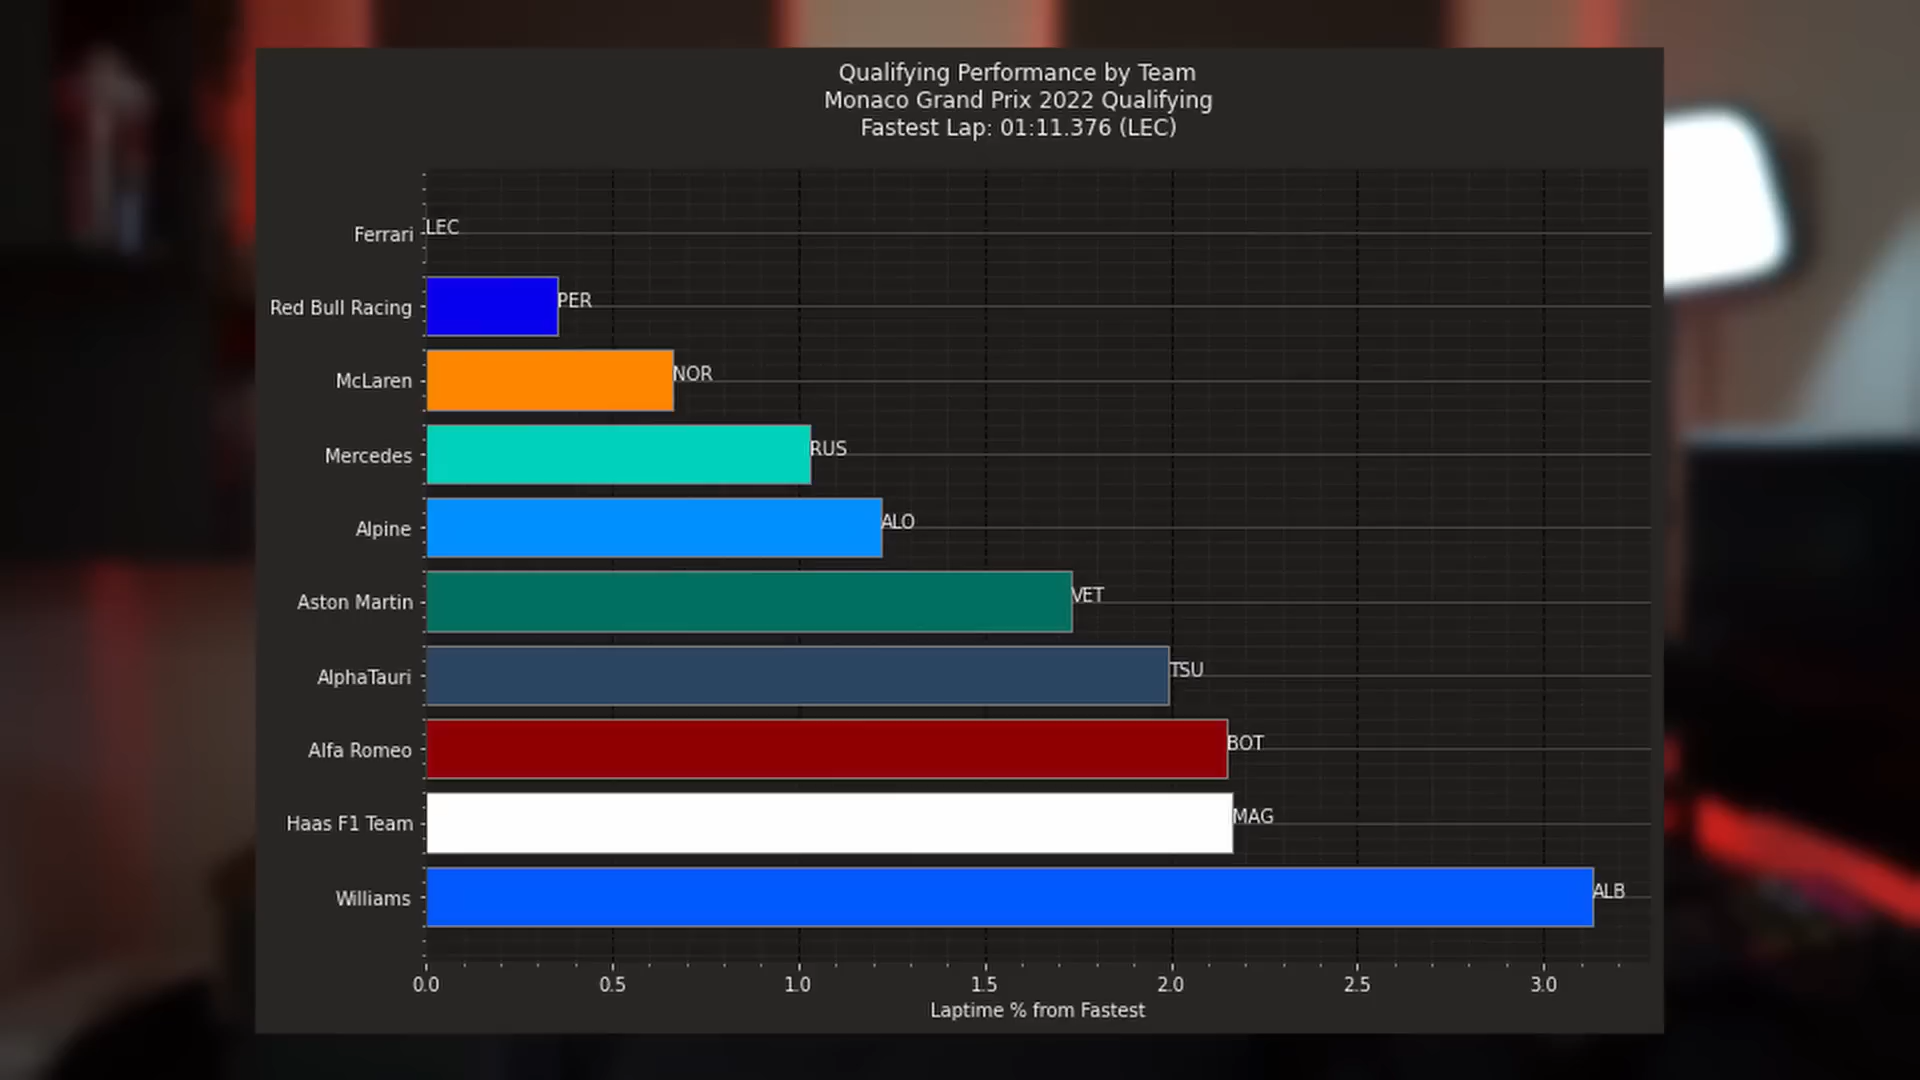 Qualifying Performance by Team
Monaco Grand Prix 2022 Qualifying
Fastest Lap: 01:11.376 (LEC)
Ferrari LEC
Red Bull Racing PER
McLaren NOR
Mercedes RUS
Alpine ALO
Aston Martin VET
AlphaTauri TSU
Alfa Romeo BOT
Haas F1 Team MAG
Williams ALB
0.0 0.5 1.0 1.5 2.0 2.5 3.0
Laptime % from Fastest